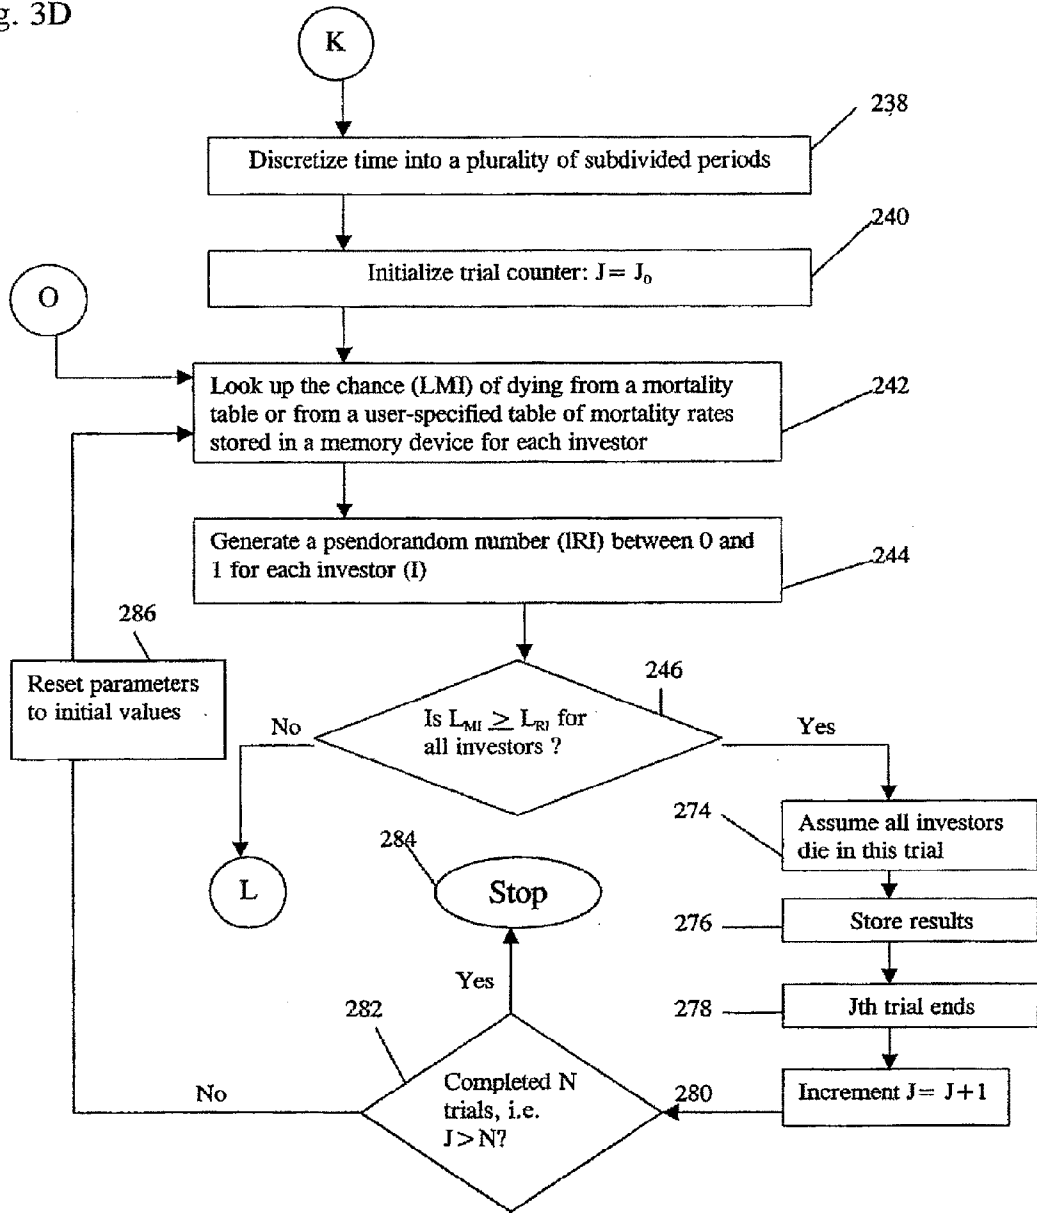 g. 3D
K
238
Discretize time into a plurality of subdivided periods
240
Initialize trial counter: J = J₀
O
Look up the chance (LMI) of dying from a mortality
table or from a user-specified table of mortality rates
stored in a memory device for each investor
242
Generate a psendorandom number (lRI) between 0 and
1 for each investor (I)
244
286
Reset parameters
to initial values
246
Is L_MI ≥ L_RI for
all investors ?
No
Yes
274
Assume all investors
die in this trial
284
L
Stop
276
Store results
Yes
278
Jth trial ends
282
No
Completed N
trials, i.e.
J > N?
280
Increment J = J+1